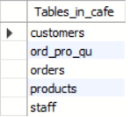 Tables_in_cafe
customers
ord_pro_qu
orders
products
staff